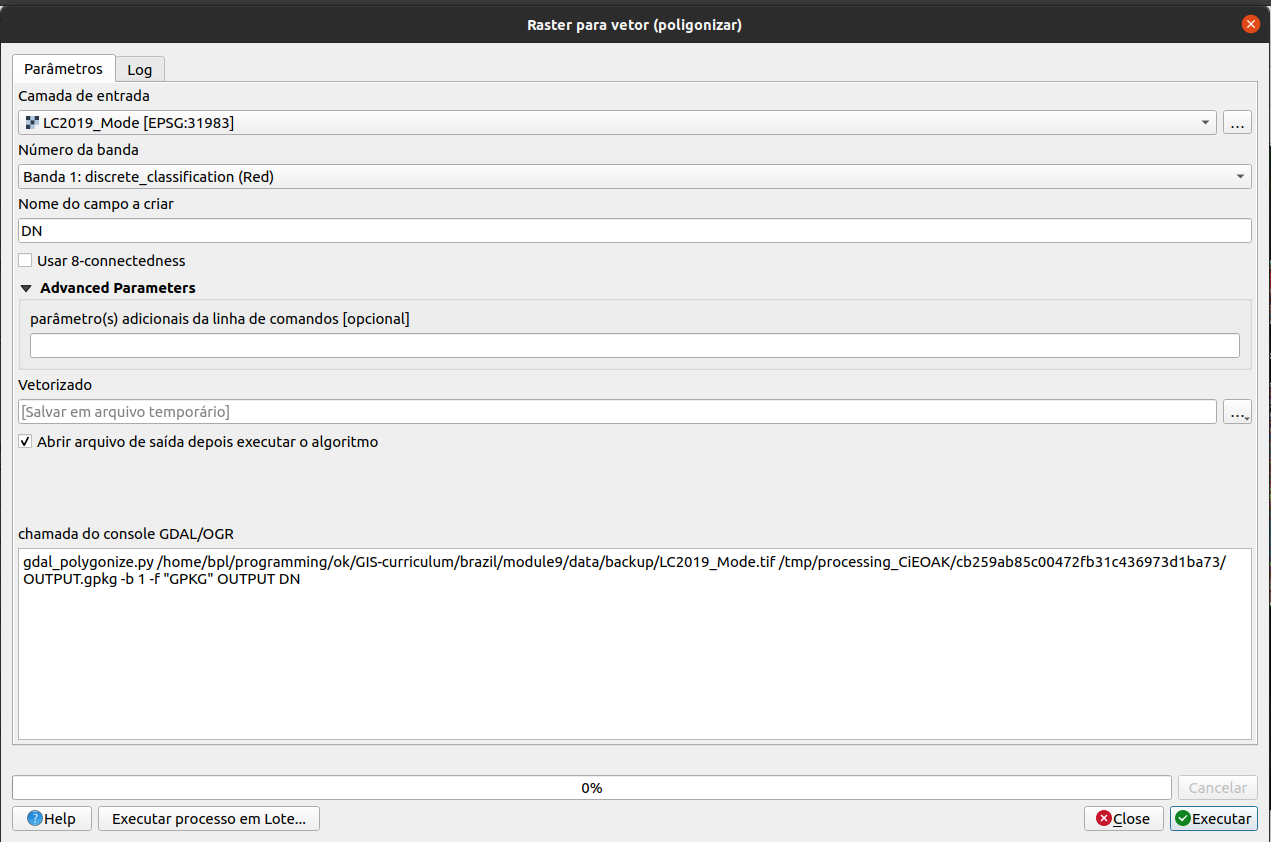 Raster para vetor (poligonizar)
Parâmetros
Log
Camada de entrada
LC2019_Mode [EPSG:31983]
...
Número da banda
Banda 1: discrete_classification (Red)
Nome do campo a criar
DN
Usar 8-connectedness
Advanced Parameters
parâmetro(s) adicionais da linha de comandos [opcional]
Vetorizado
[Salvar em arquivo temporário]
...
Abrir arquivo de saída depois executar o algoritmo
chamada do console GDAL/OGR
gdal_polygonize.py /home/bpl/programming/ok/GIS-curriculum/brazil/module9/data/backup/LC2019_Mode.tif /tmp/processing_CiEOAK/cb259ab85c00472fb31c436973d1ba73/
OUTPUT.gpkg -b 1 -f "GPKG" OUTPUT DN
0%
Cancelar
Help
Executar processo em Lote...
Close
Executar